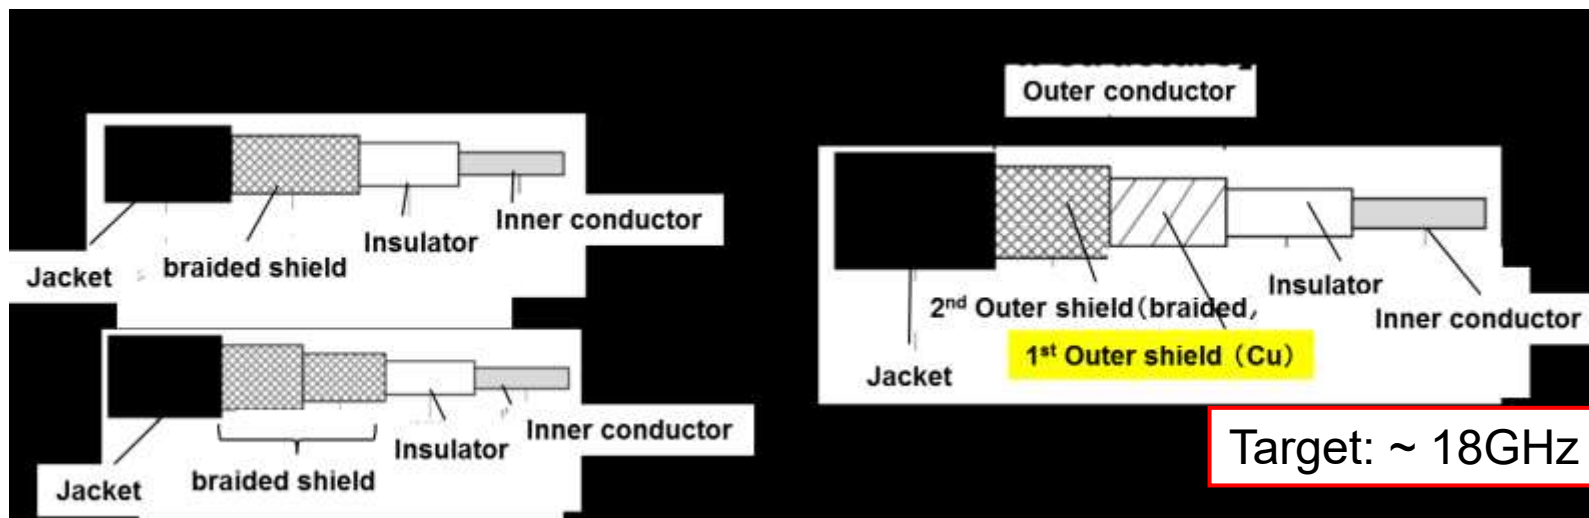 Inner conductor
Insulator
braided shield
Jacket
Inner conductor
Insulator
braided shield
Jacket
Outer conductor
Insulator
2nd Outer shield（braided,
Inner conductor
1st Outer shield（Cu）
Jacket
Target: ~ 18GHz